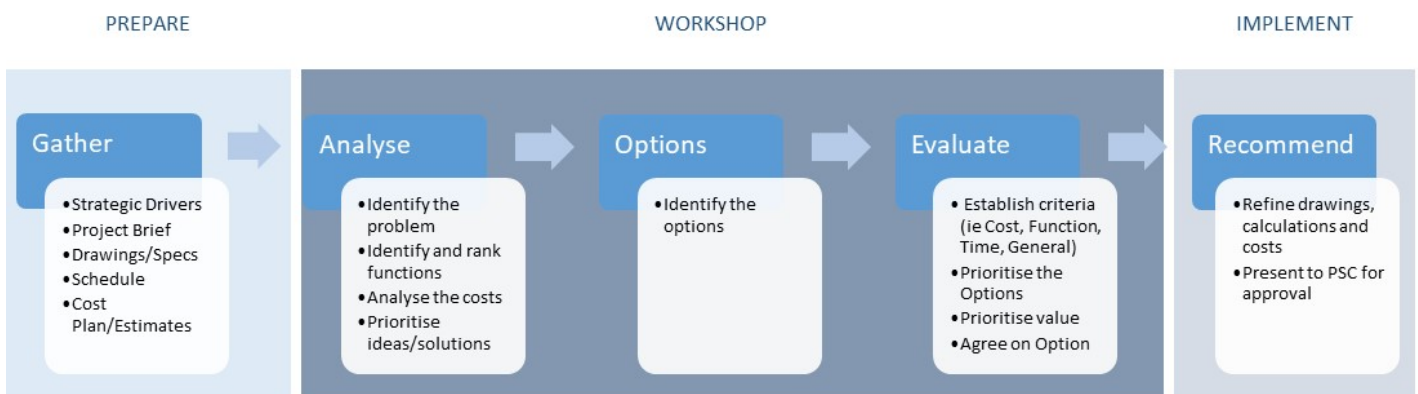 PREPARE
WORKSHOP
IMPLEMENT
Gather
•Strategic Drivers
•Project Brief
•Drawings/Specs
•Schedule
•Cost
Plan/Estimates
Analyse
•Identify the
problem
•Identify and rank
functions
•Analyse the costs
•Prioritise
ideas/solutions
Options
•Identify the
options
Evaluate
• Establish criteria
(ie Cost, Function,
Time, General)
•Prioritise the
Options
•Prioritise value
•Agree on Option
Recommend
•Refine drawings,
calculations and
costs
•Present to PSC for
approval